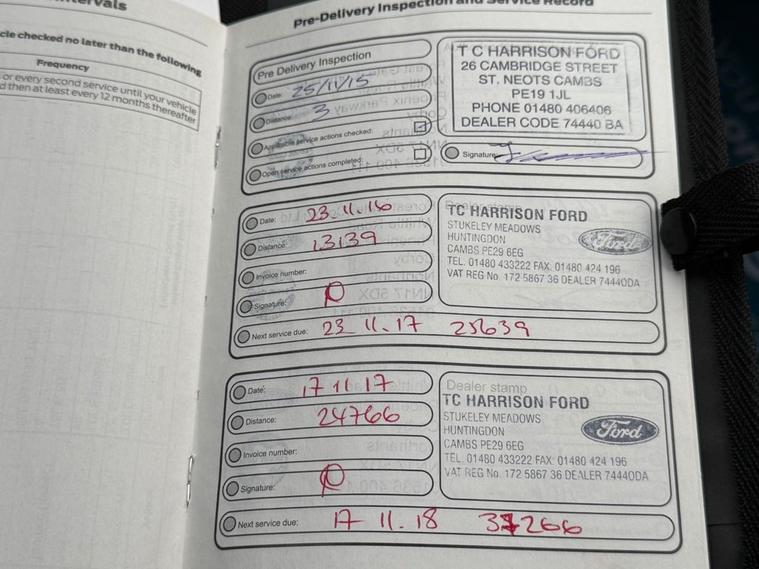 ervals
cle checked no later than the following
Frequency
or every second service until your vehicle
d then at least every 12 months thereafter
Pre-Delivery Inspection and Service Record
Pre Delivery Inspection
Date: 25/11/15
Distance: 3
Applicable service actions checked:
Open service actions completed:
T C HARRISON FORD
26 CAMBRIDGE STREET
ST. NEOTS CAMBS
PE19 1JL
PHONE 01480 406406
DEALER CODE 74440 BA
Signature:
Date: 23.11.16
Distance: 13139
Invoice number:
Signature:
Next service due: 23 11.17 25639
TC HARRISON FORD
STUKELEY MEADOWS
HUNTINGDON
CAMBS PE29 6EG
TEL. 01480 433222 FAX: 01480 424 196
VAT REG No. 172 5867 36 DEALER 74440DA
Ford
Date: 17 11 17
Distance: 24766
Invoice number:
Signature:
Next service due: 17 11.18 37266
Dealer stamp
TC HARRISON FORD
STUKELEY MEADOWS
HUNTINGDON
CAMBS PE29 6EG
TEL. 01480 433222 FAX: 01480 424 196
VAT REG No. 172 5867 36 DEALER 74440DA
Ford